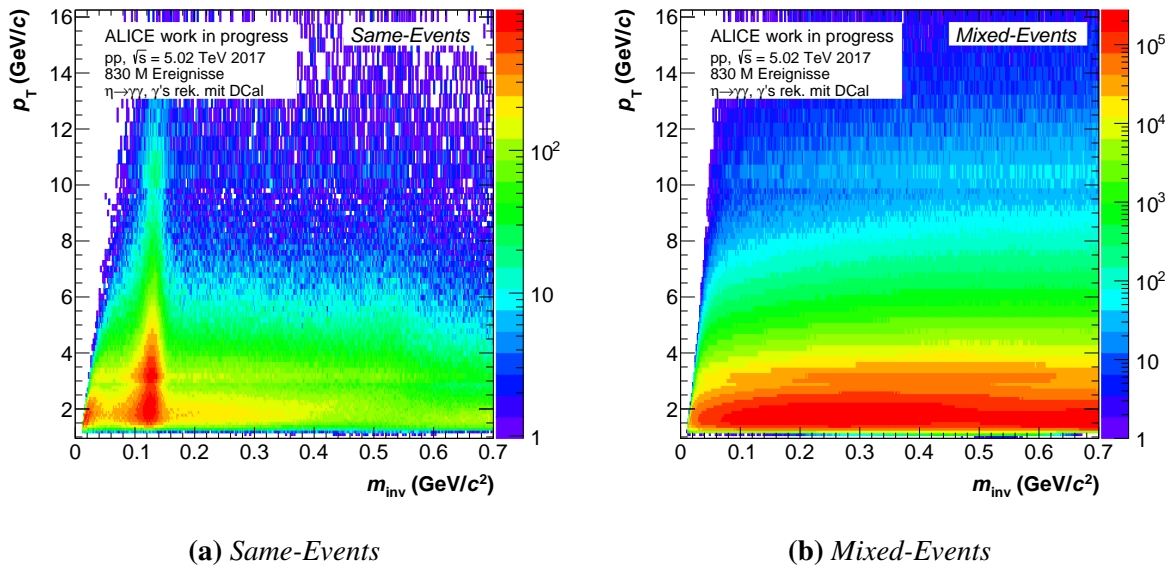 p_T (GeV/c)
16
14
12
10
8
6
4
2
ALICE work in progress
pp, √s = 5.02 TeV 2017
830 M Ereignisse
η→γγ, γ's rek. mit DCal
Same-Events
10²
10
1
0 0.1 0.2 0.3 0.4 0.5 0.6 0.7
m_inv (GeV/c²)
(a) Same-Events
p_T (GeV/c)
16
14
12
10
8
6
4
2
ALICE work in progress
pp, √s = 5.02 TeV 2017
830 M Ereignisse
η→γγ, γ's rek. mit DCal
Mixed-Events
10⁵
10⁴
10³
10²
10
1
0 0.1 0.2 0.3 0.4 0.5 0.6 0.7
m_inv (GeV/c²)
(b) Mixed-Events